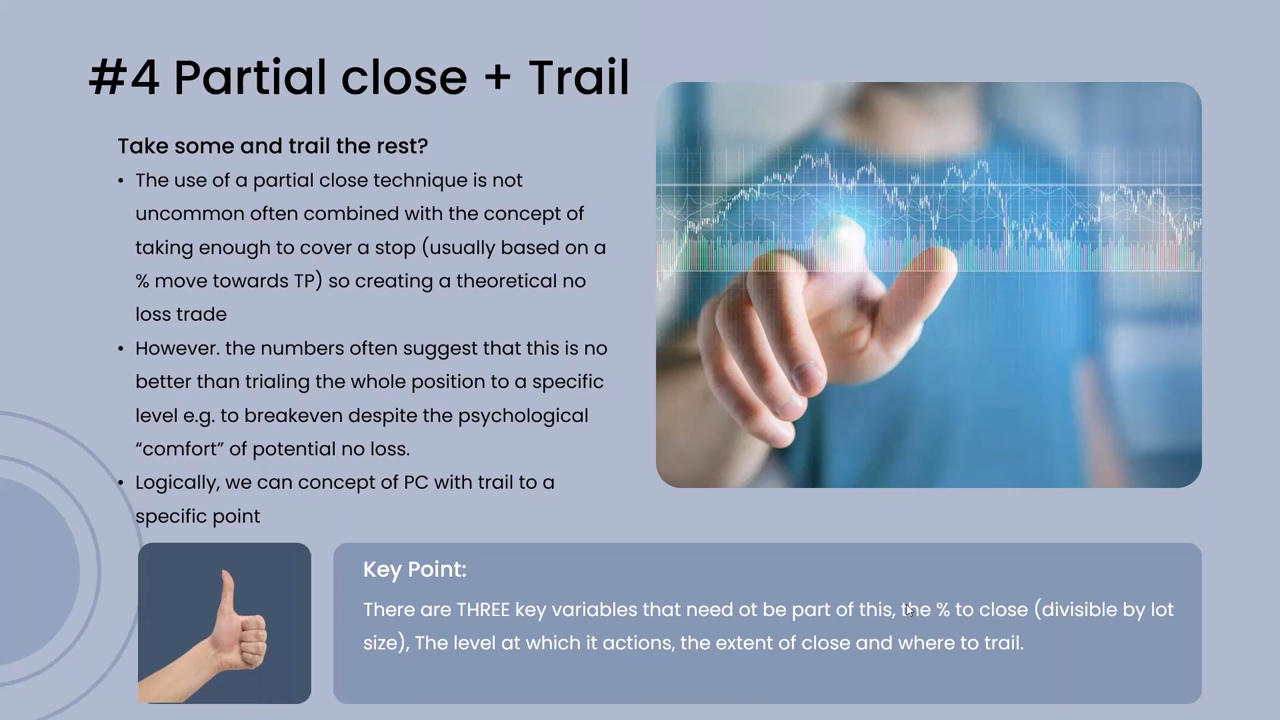 #4 Partial close + Trail
Take some and trail the rest?
• The use of a partial close technique is not
uncommon often combined with the concept of
taking enough to cover a stop (usually based on a
% move towards TP) so creating a theoretical no
loss trade
• However. the numbers often suggest that this is no
better than trialing the whole position to a specific
level e.g. to breakeven despite the psychological
“comfort” of potential no loss.
• Logically, we can concept of PC with trail to a
specific point
Key Point:
There are THREE key variables that need ot be part of this, the % to close (divisible by lot
size), The level at which it actions, the extent of close and where to trail.